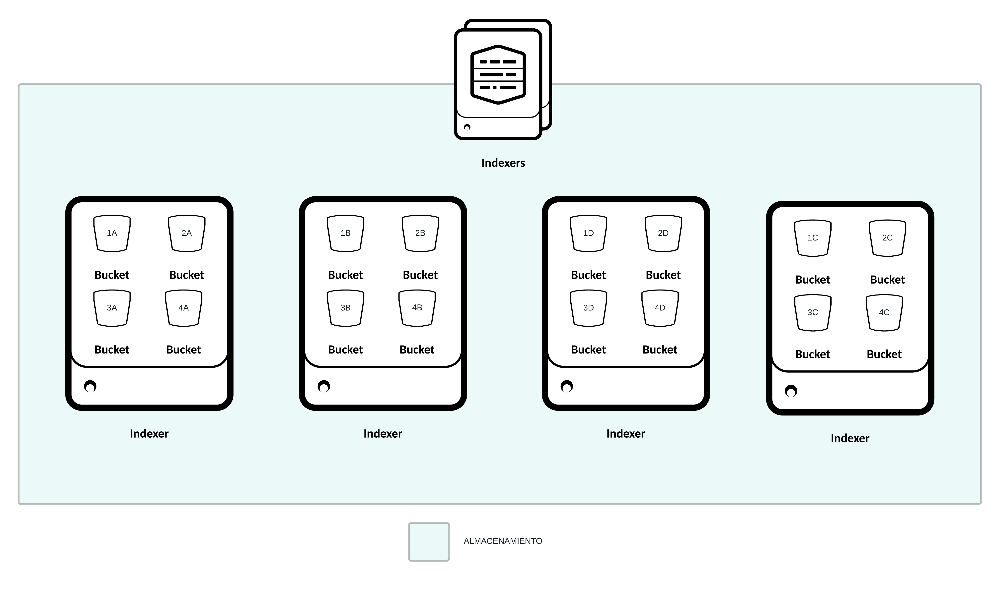 Indexers
1A 2A
Bucket Bucket
3A 4A
Bucket Bucket
Indexer
1B 2B
Bucket Bucket
3B 4B
Bucket Bucket
Indexer
1D 2D
Bucket Bucket
3D 4D
Bucket Bucket
Indexer
1C 2C
Bucket Bucket
3C 4C
Bucket Bucket
Indexer
ALMACENAMIENTO